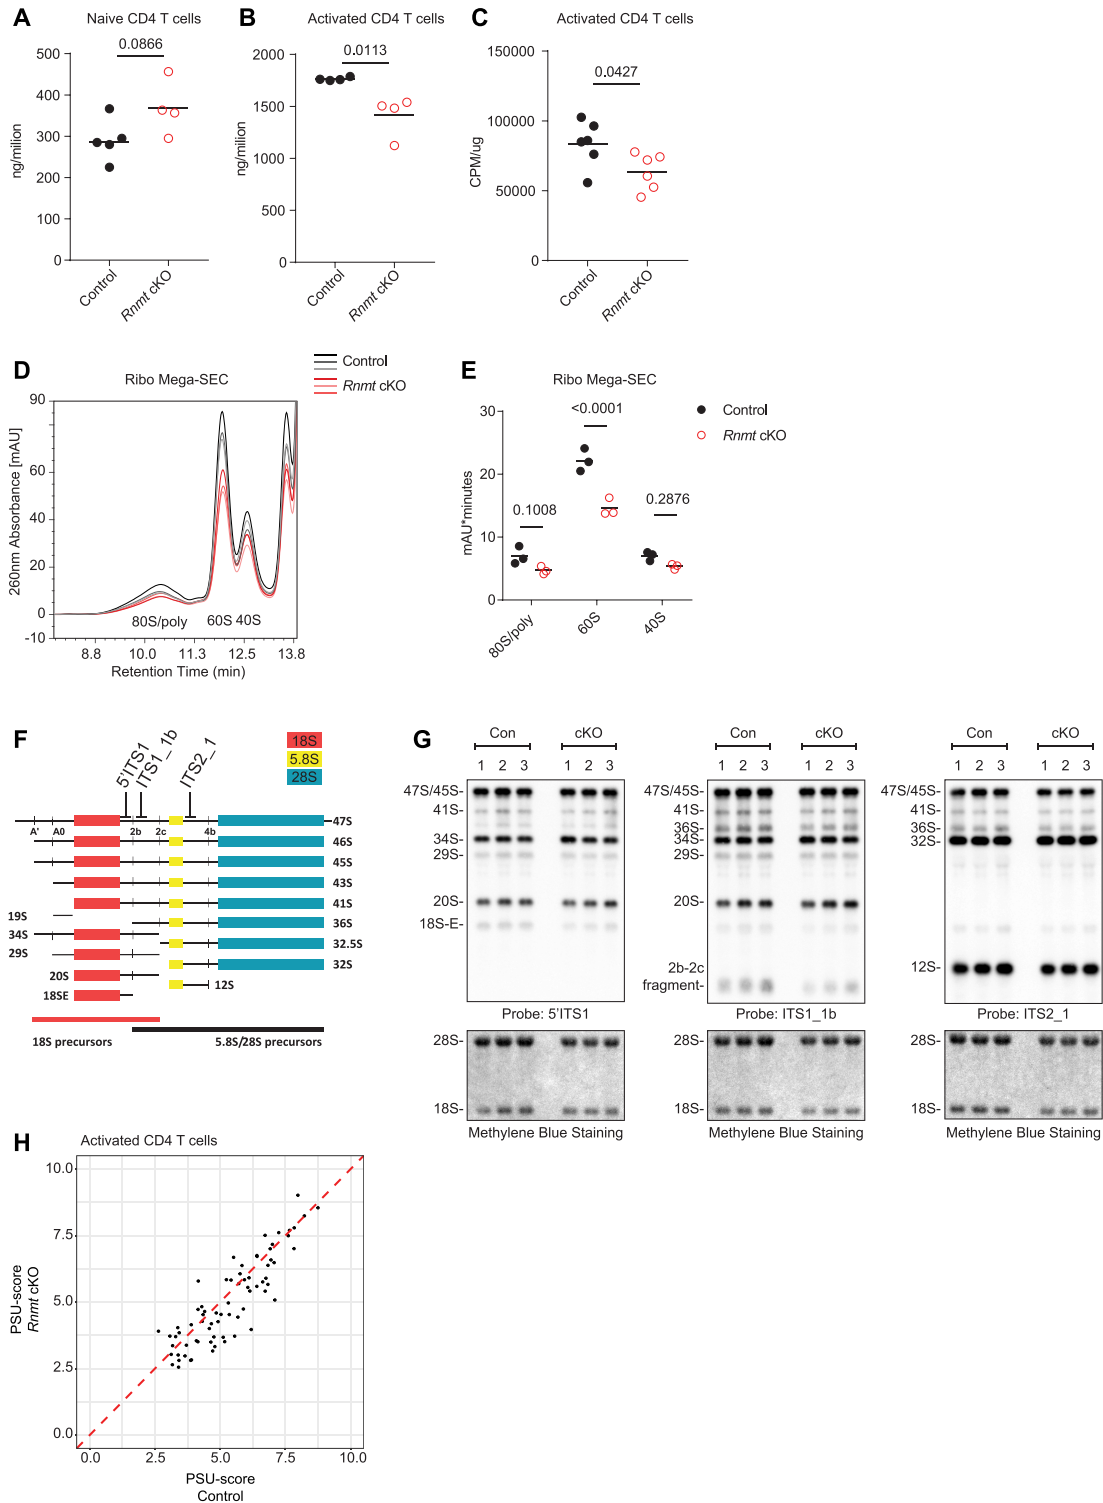 A
Naive CD4 T cells
0.0866
500
400
300
200
100
0
ng/milion
Control
Rnmt cKO
B
Activated CD4 T cells
0.0113
2000
1500
1000
500
0
ng/milion
Control
Rnmt cKO
C
Activated CD4 T cells
0.0427
150000
100000
50000
0
CPM/ug
Control
Rnmt cKO
D
Ribo Mega-SEC
Control
Rnmt cKO
90
80
60
40
20
0
-10
260nm Absorbance [mAU]
80S/poly
60S 40S
8.8 10.0 11.3 12.5 13.8
Retention Time (min)
E
Ribo Mega-SEC
Control
Rnmt cKO
30
20
10
0
mAU*minutes
<0.0001
0.1008
0.2876
80S/poly
60S
40S
F
5'ITS1
ITS1_1b
ITS2_1
18S
5.8S
28S
A' A0 2b 2c 4b
47S
46S
45S
43S
41S
19S
36S
34S
32.5S
29S
32S
20S
12S
18SE
18S precursors
5.8S/28S precursors
G
Con cKO
1 2 3 1 2 3
47S/45S-
41S-
34S-
29S-
20S-
18S-E-
Probe: 5'ITS1
28S-
18S-
Methylene Blue Staining
Con cKO
1 2 3 1 2 3
47S/45S-
41S-
36S-
34S-
29S-
20S-
2b-2c
fragment-
Probe: ITS1_1b
28S-
18S-
Methylene Blue Staining
Con cKO
1 2 3 1 2 3
47S/45S-
41S-
36S-
32S-
12S-
Probe: ITS2_1
28S-
18S-
Methylene Blue Staining
H
Activated CD4 T cells
10.0
7.5
5.0
2.5
0.0
PSU-score
Rnmt cKO
0.0 2.5 5.0 7.5 10.0
PSU-score
Control